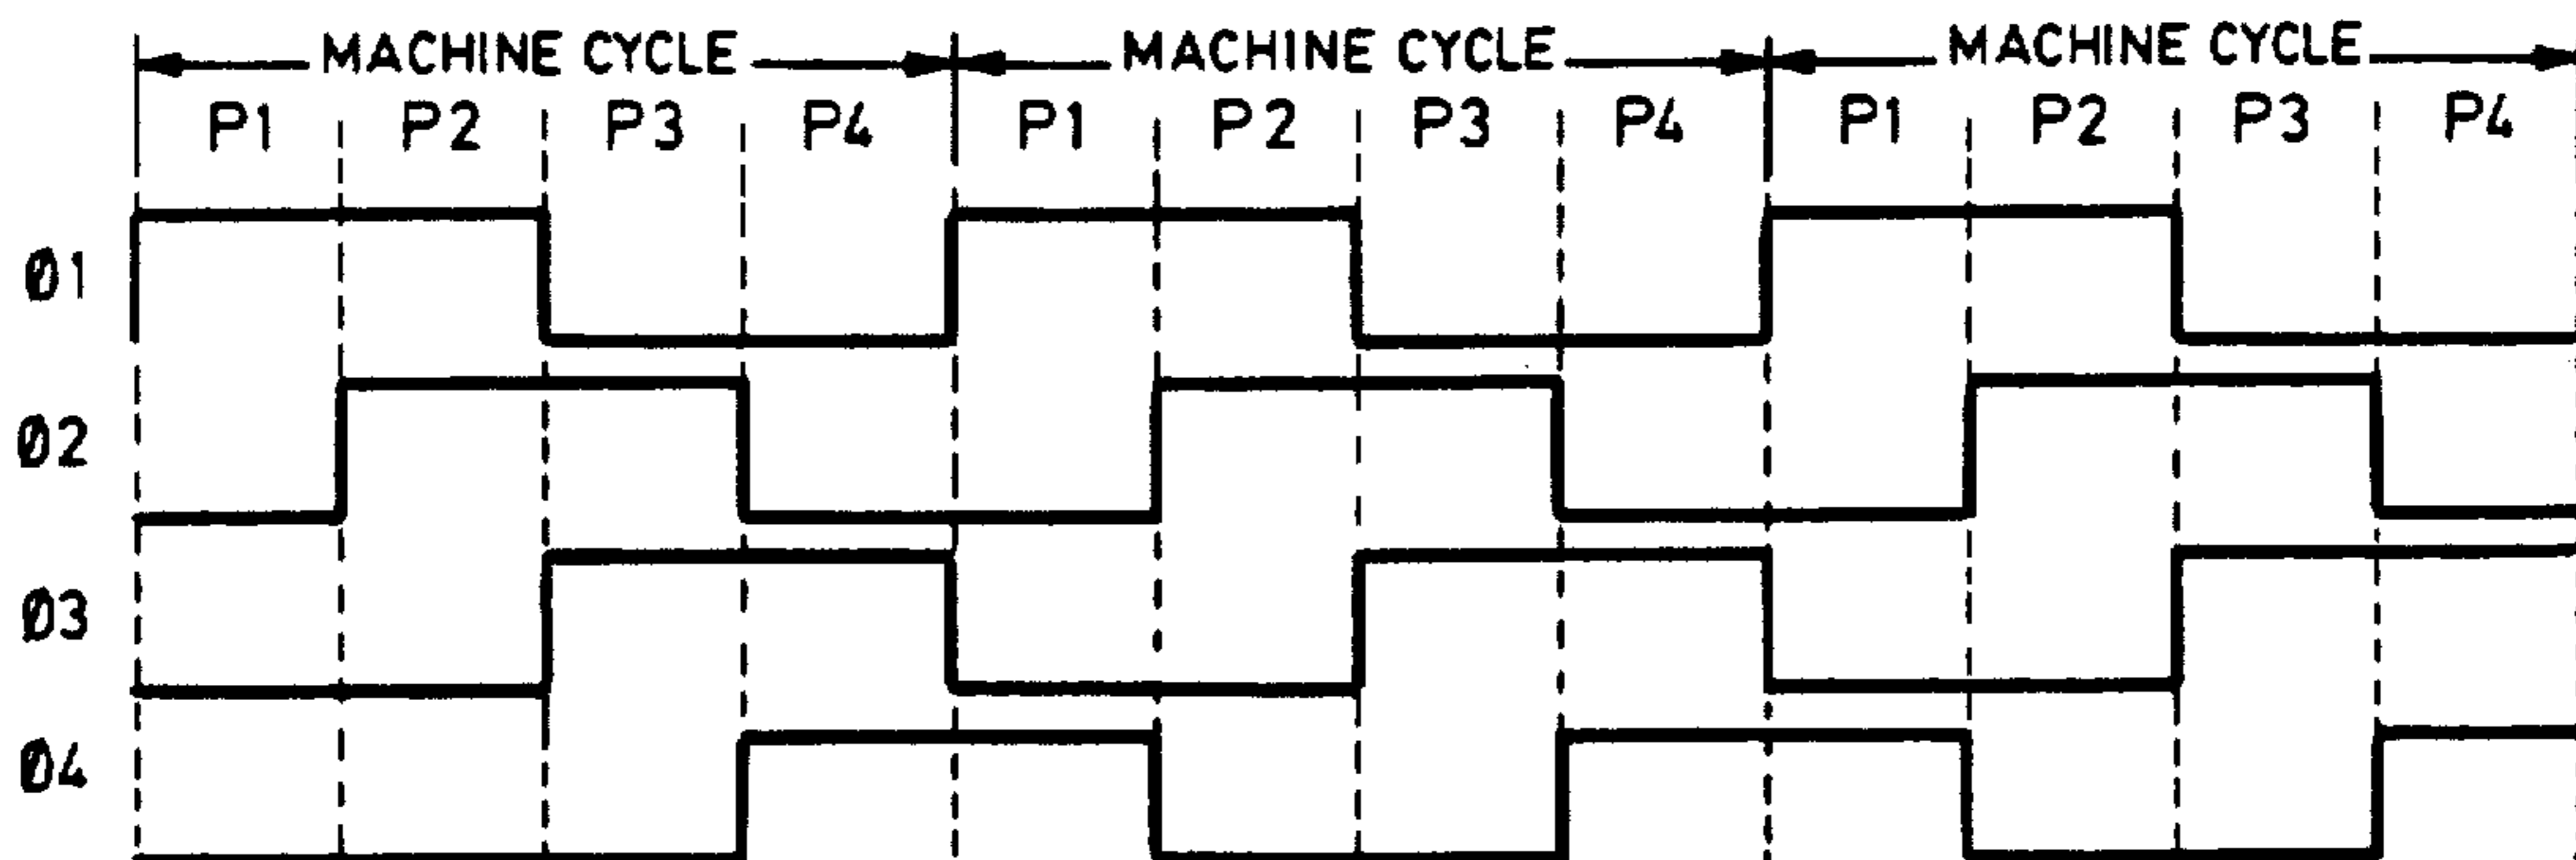 MACHINE CYCLE MACHINE CYCLE MACHINE CYCLE
P1 P2 P3 P4 P1 P2 P3 P4 P1 P2 P3 P4
Ø1
Ø2
Ø3
Ø4